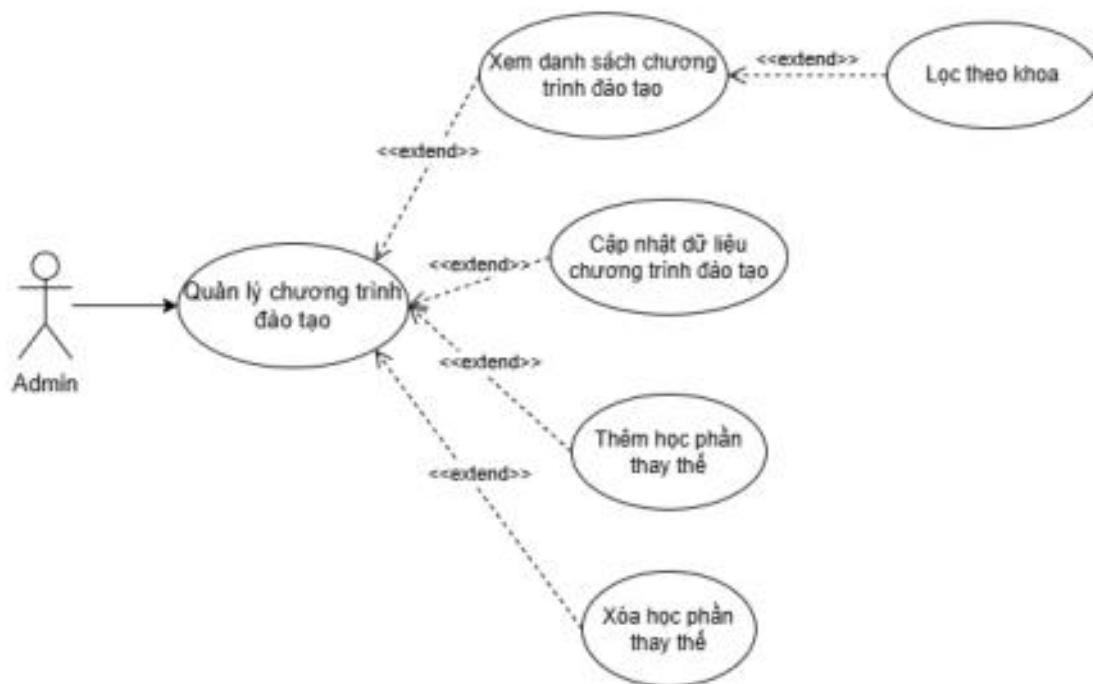 Xem danh sách chương
trình đào tạo
<<extend>>
Lọc theo khoa
<<extend>>
Cập nhật dữ liệu
chương trình đào tạo
<<extend>>
Quản lý chương trình
đào tạo
Admin
<<extend>>
Thêm học phần
thay thế
<<extend>>
Xóa học phần
thay thế